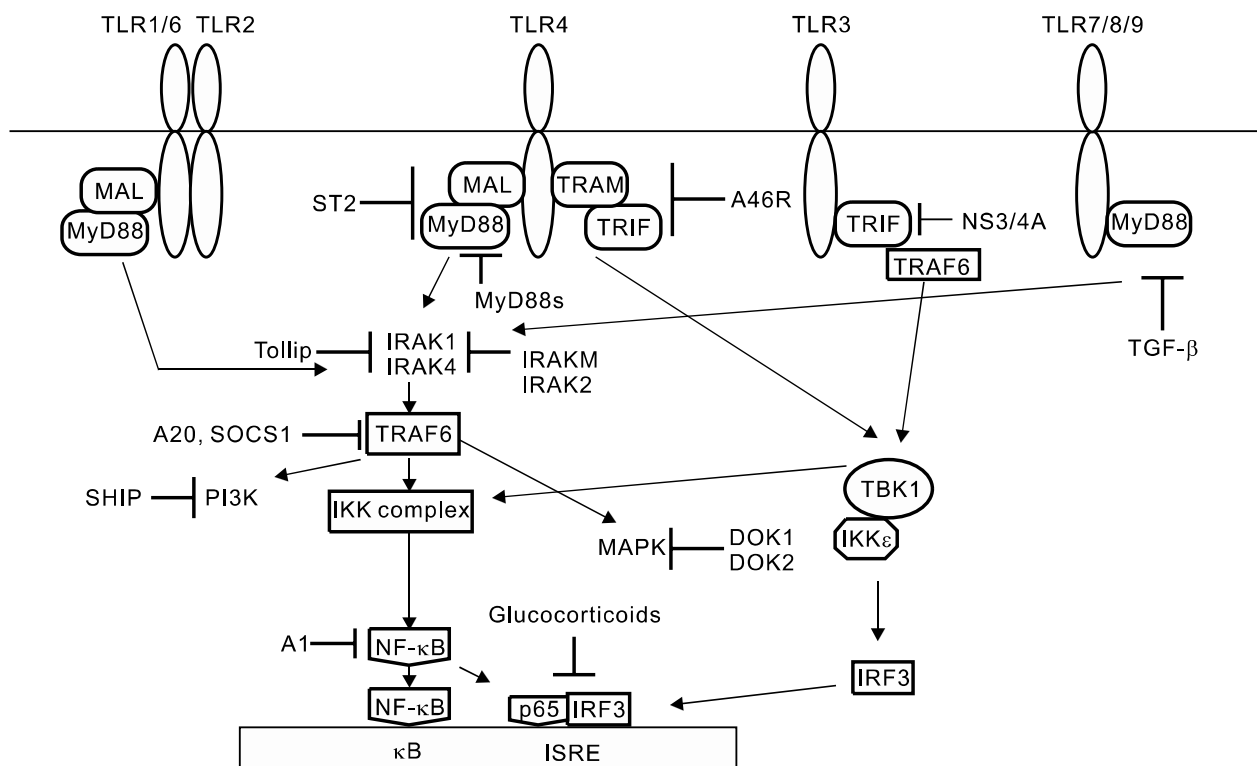 TLR1/6 TLR2 TLR4 TLR3 TLR7/8/9
MAL MAL TRAM
ST2 A46R
MyD88 MyD88 TRIF TRIF NS3/4A MyD88
TRAF6
MyD88s
Tollip IRAK1 IRAKM TGF-β
IRAK4 IRAK2
A20, SOCS1 TRAF6
SHIP PI3K IKK complex TBK1
MAPK DOK1 IKKε
DOK2
Glucocorticoids
A1 NF-κB
IRF3
NF-κB p65 IRF3
κB ISRE